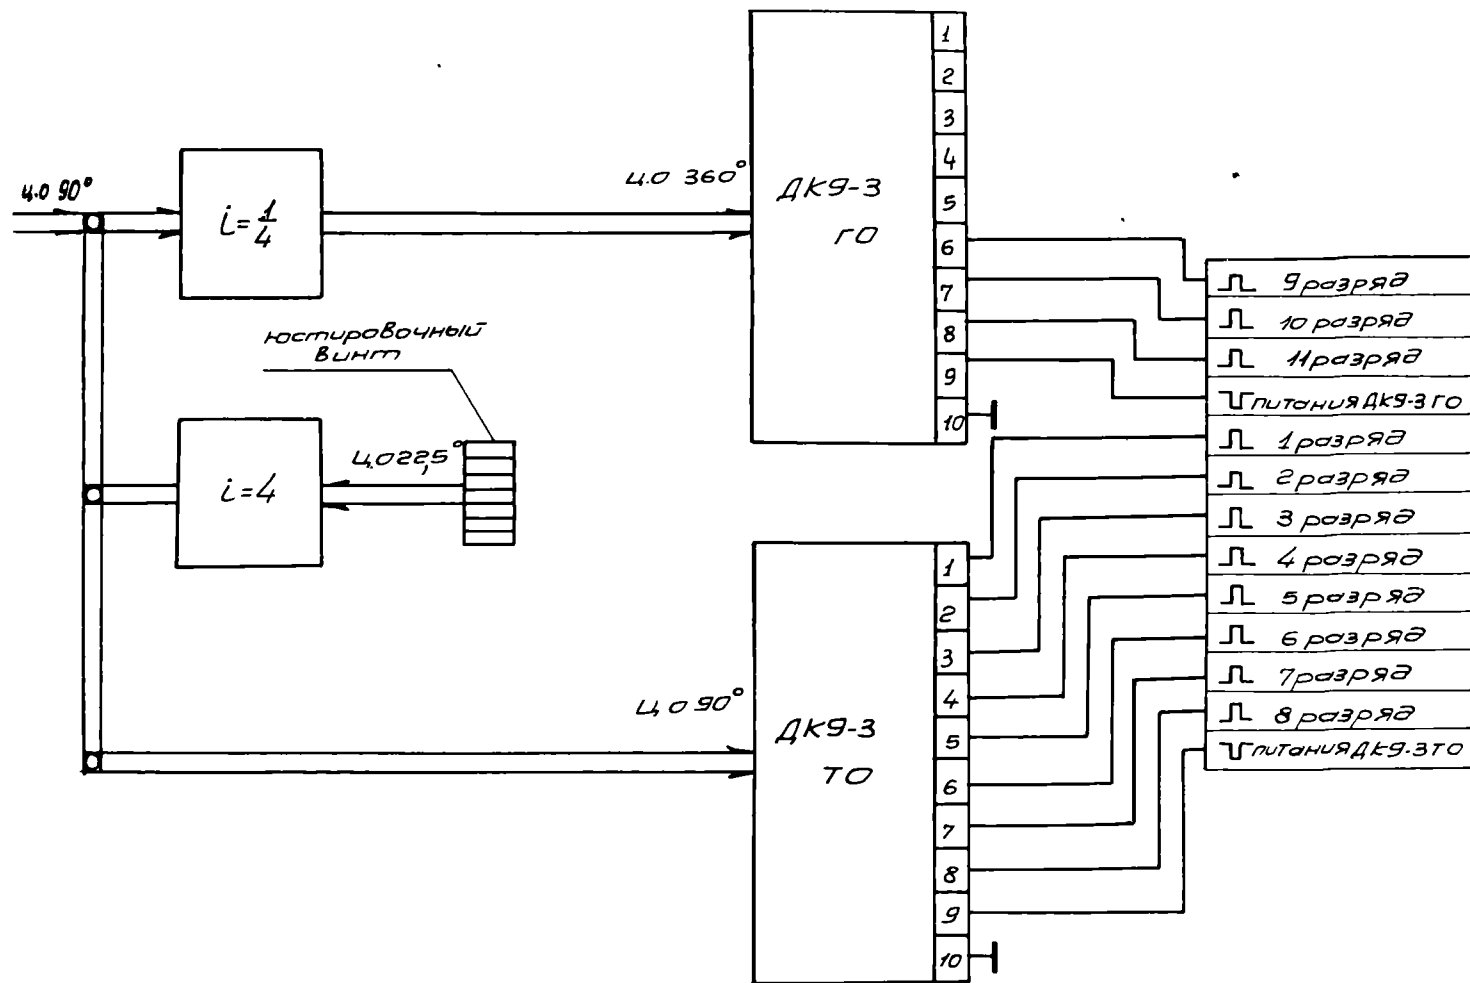 ц.о 90°
i=1/4
Ц.О 360°
ДК9-3
ГО
1
2
3
4
5
6
7
8
9
10
юстировочный
винт
i=4
Ц.О 22,5°
Ц.О 90°
ДК9-3
ТО
1
2
3
4
5
6
7
8
9
10
9 разряд
10 разряд
11 разряд
питания ДК9-3 ГО
1 разряд
2 разряд
3 разряд
4 разряд
5 разряд
6 разряд
7 разряд
8 разряд
питания ДК9-3 ТО